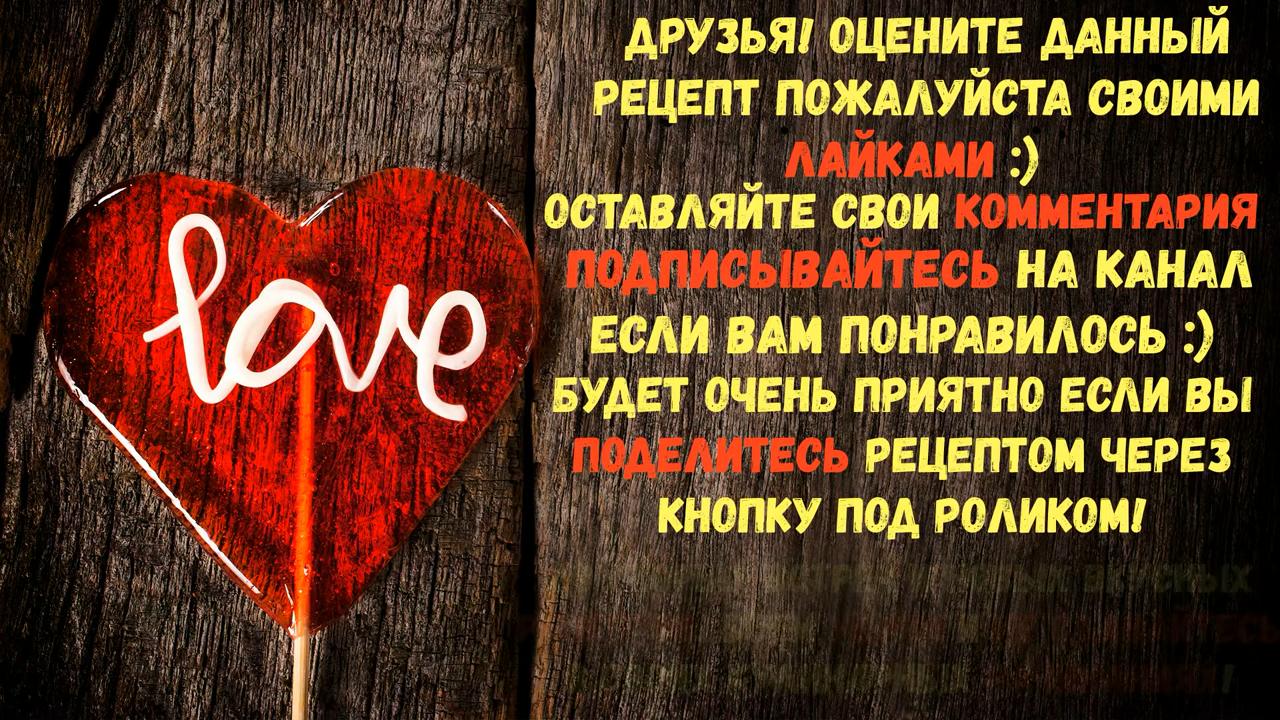 love
ДРУЗЬЯ! ОЦЕНИТЕ ДАННЫЙ
РЕЦЕПТ ПОЖАЛУЙСТА СВОИМИ
ЛАЙКАМИ :)
ОСТАВЛЯЙТЕ СВОИ КОММЕНТАРИЯ
ПОДПИСЫВАЙТЕСЬ НА КАНАЛ
ЕСЛИ ВАМ ПОНРАВИЛОСЬ :)
БУДЕТ ОЧЕНЬ ПРИЯТНО ЕСЛИ ВЫ
ПОДЕЛИТЕСЬ РЕЦЕПТОМ ЧЕРЕЗ
КНОПКУ ПОД РОЛИКОМ!